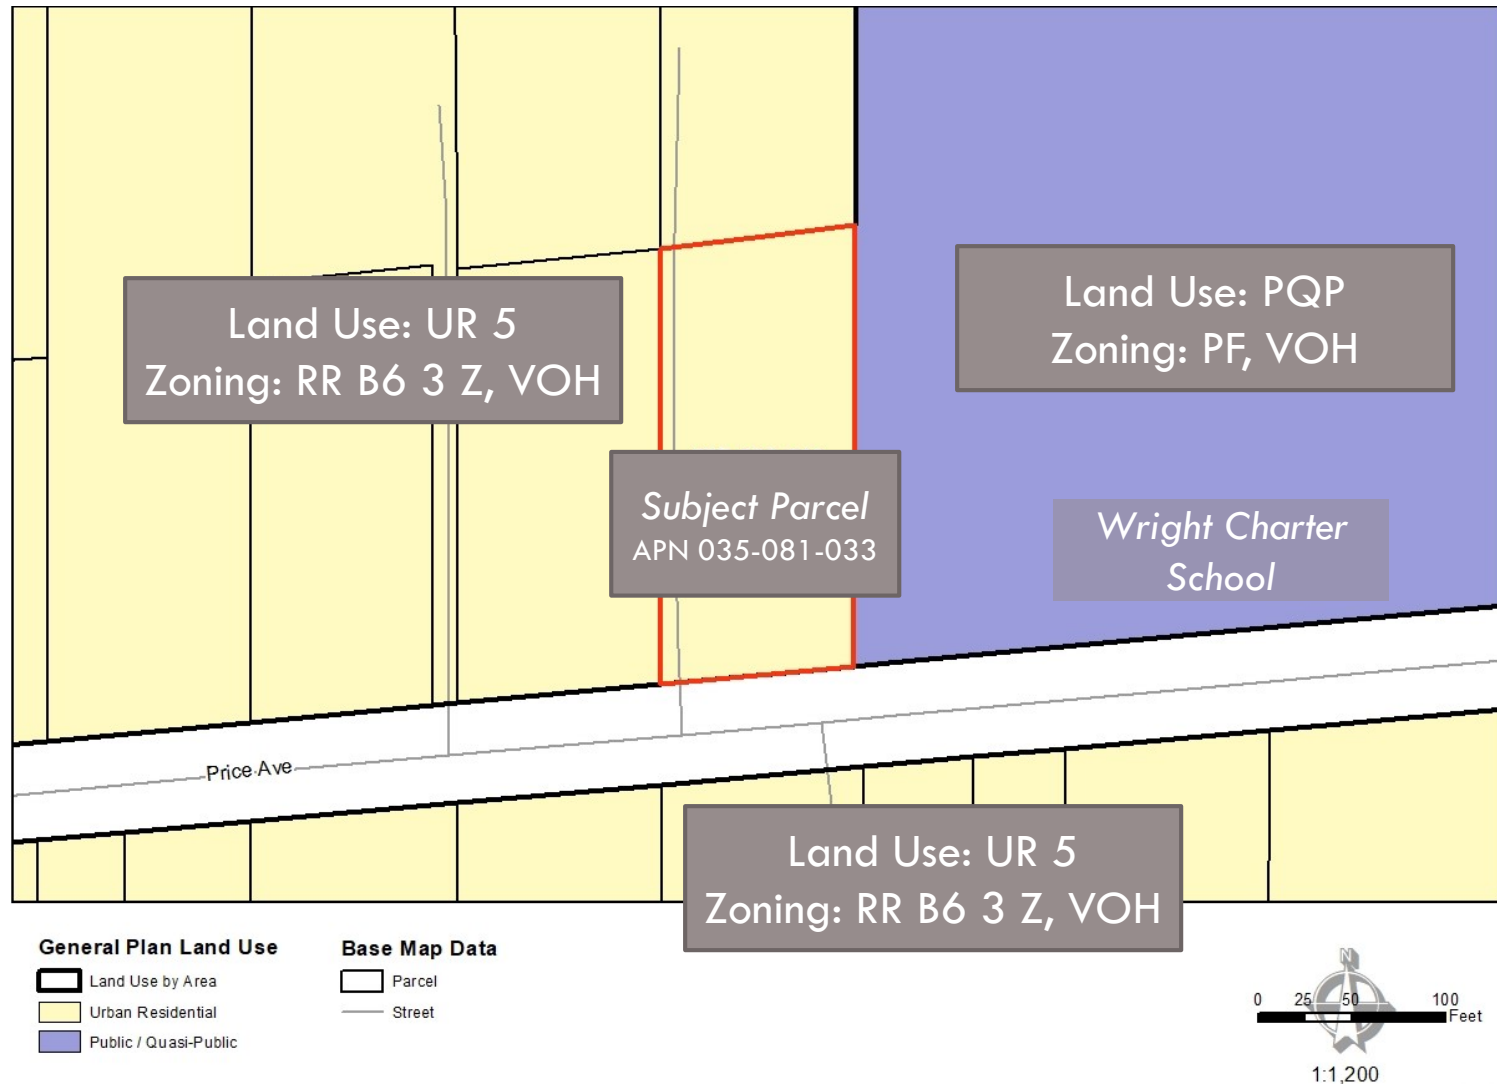 Land Use: UR 5
Zoning: RR B6 3 Z, VOH
Land Use: PQP
Zoning: PF, VOH
Subject Parcel
APN 035-081-033
Wright Charter
School
Price Ave
Land Use: UR 5
Zoning: RR B6 3 Z, VOH
General Plan Land Use
Land Use by Area
Urban Residential
Public / Quasi-Public
Base Map Data
Parcel
Street
N
0 25 50 100
Feet
1:1,200